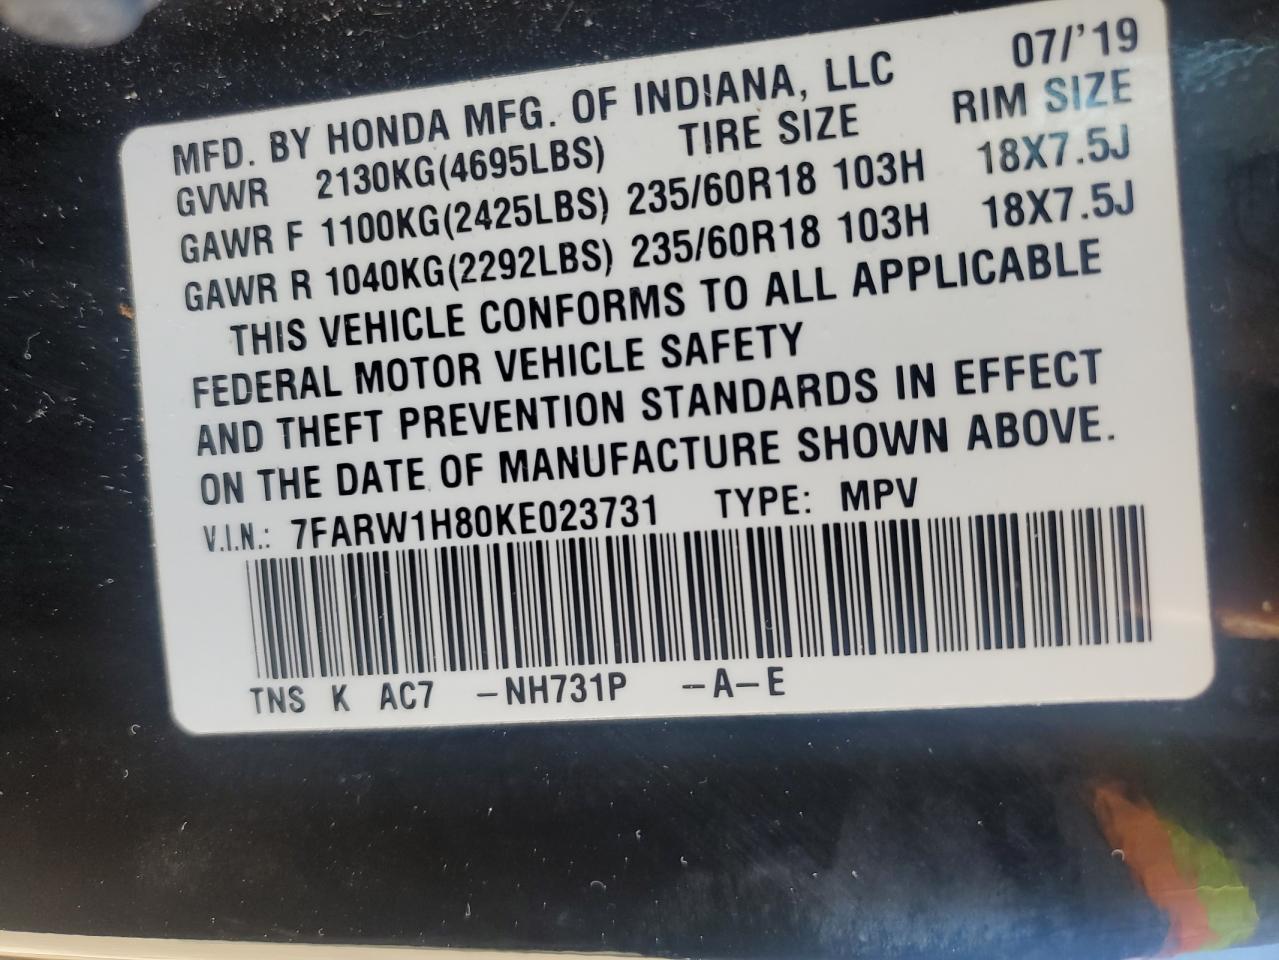 MFD. BY HONDA MFG. OF INDIANA, LLC 07/'19
GVWR 2130KG(4695LBS) TIRE SIZE RIM SIZE
GAWR F 1100KG(2425LBS) 235/60R18 103H 18X7.5J
GAWR R 1040KG(2292LBS) 235/60R18 103H 18X7.5J
THIS VEHICLE CONFORMS TO ALL APPLICABLE
FEDERAL MOTOR VEHICLE SAFETY
AND THEFT PREVENTION STANDARDS IN EFFECT
ON THE DATE OF MANUFACTURE SHOWN ABOVE.
V.I.N.: 7FARW1H80KE023731 TYPE: MPV
TNS K AC7 -NH731P -A-E